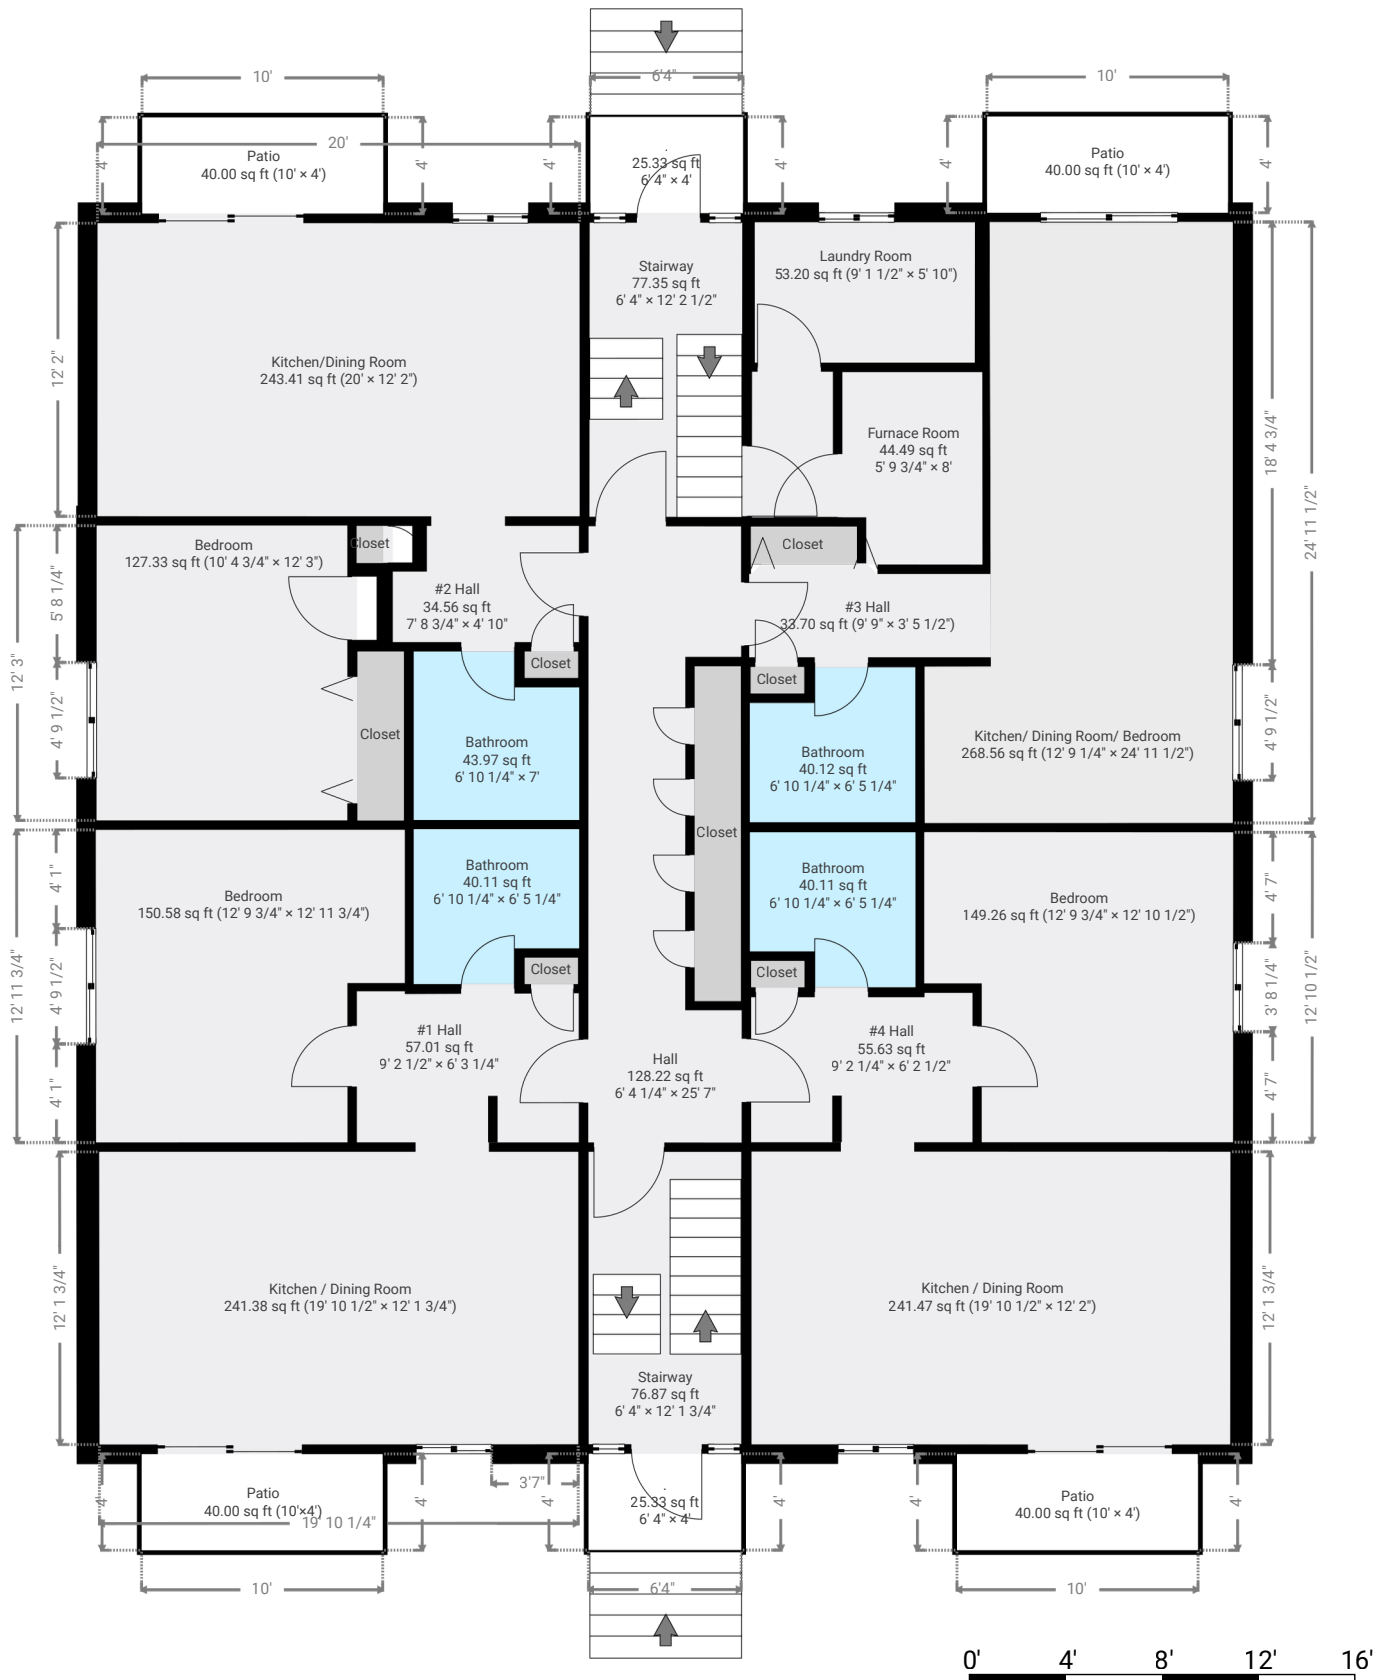 6'4"
10'
10'
20'
4'
4'
4'
4'
4'
4'
Patio
40.00 sq ft (10' × 4')
.
25.33 sq ft
6' 4" × 4'
Patio
40.00 sq ft (10' × 4')
Stairway
77.35 sq ft
6' 4" × 12' 2 1/2"
Laundry Room
53.20 sq ft (9' 1 1/2" × 5' 10")
Kitchen/Dining Room
243.41 sq ft (20' × 12' 2")
12' 2"
18' 4 3/4"
24' 11 1/2"
Furnace Room
44.49 sq ft
5' 9 3/4" × 8'
Bedroom
127.33 sq ft (10' 4 3/4" × 12' 3")
Closet
Closet
5' 8 1/4"
12' 3"
4' 9 1/2"
#2 Hall
34.56 sq ft
7' 8 3/4" × 4' 10"
#3 Hall
33.70 sq ft (9' 9" × 3' 5 1/2")
Closet
Closet
Closet
Bathroom
43.97 sq ft
6' 10 1/4" × 7'
Bathroom
40.12 sq ft
6' 10 1/4" × 6' 5 1/4"
Kitchen/ Dining Room/ Bedroom
268.56 sq ft (12' 9 1/4" × 24' 11 1/2")
4' 9 1/2"
Closet
Bathroom
40.11 sq ft
6' 10 1/4" × 6' 5 1/4"
Bathroom
40.11 sq ft
6' 10 1/4" × 6' 5 1/4"
Bedroom
150.58 sq ft (12' 9 3/4" × 12' 11 3/4")
Bedroom
149.26 sq ft (12' 9 3/4" × 12' 10 1/2")
4' 1"
4' 9 1/2"
4' 1"
12' 11 3/4"
4' 7"
3' 8 1/4"
4' 7"
12' 10 1/2"
Closet
Closet
#1 Hall
57.01 sq ft
9' 2 1/2" × 6' 3 1/4"
#4 Hall
55.63 sq ft
9' 2 1/4" × 6' 2 1/2"
Hall
128.22 sq ft
6' 4 1/4" × 25' 7"
12' 1 3/4"
12' 1 3/4"
Kitchen / Dining Room
241.38 sq ft (19' 10 1/2" × 12' 1 3/4")
Kitchen / Dining Room
241.47 sq ft (19' 10 1/2" × 12' 2")
Stairway
76.87 sq ft
6' 4" × 12' 1 3/4"
3'7"
4'
4'
4'
4'
4'
4'
Patio
40.00 sq ft (10'×4')
19' 10 1/4"
.
25.33 sq ft
6' 4" × 4'
Patio
40.00 sq ft (10' × 4')
10'
6'4"
10'
0' 4' 8' 12' 16'